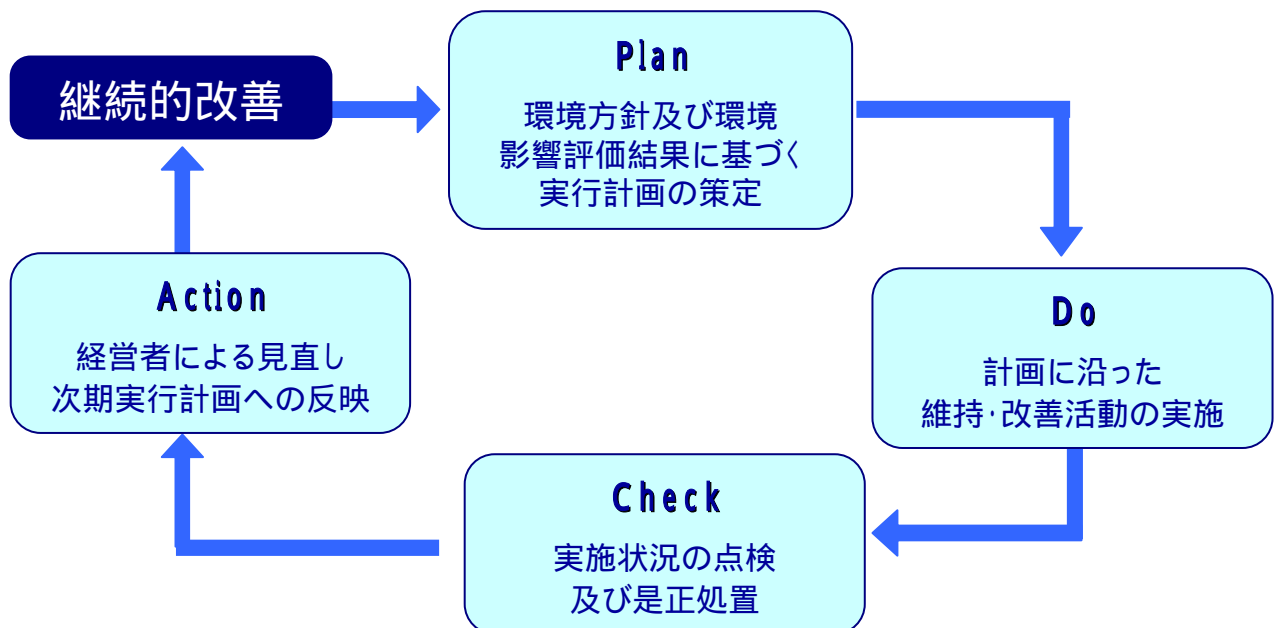 継続的改善
Plan
環境方針及び環境
影響評価結果に基づく
実行計画の策定
Action
経営者による見直し
次期実行計画への反映
Do
計画に沿った
維持・改善活動の実施
Check
実施状況の点検
及び是正処置